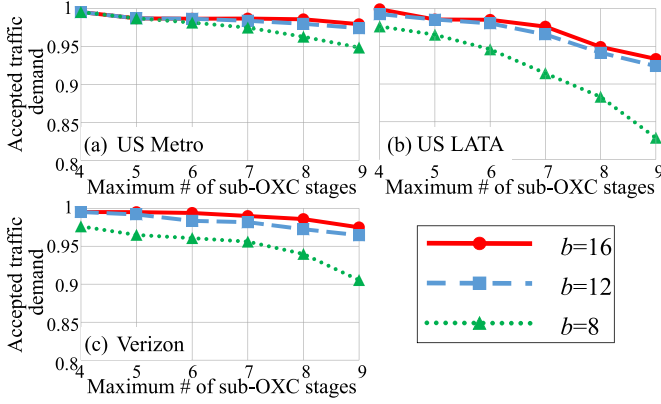 Accepted traffic
demand
1
0.95
0.9
0.85
0.8
(a) US Metro
4 5 6 7 8 9
Maximum # of sub-OXC stages
(b) US LATA
4 5 6 7 8 9
Maximum # of sub-OXC stages
Accepted traffic
demand
1
0.95
0.9
0.85
0.8
(c) Verizon
4 5 6 7 8 9
Maximum # of sub-OXC stages
b=16
b=12
b=8